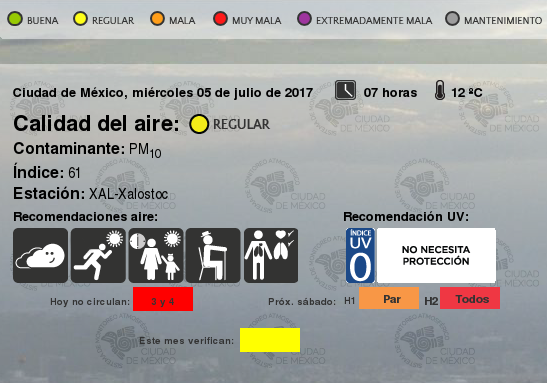 BUENA REGULAR MALA MUY MALA EXTREMADAMENTE MALA MANTENIMIENTO
Ciudad de México, miércoles 05 de julio de 2017 07 horas 12 ºC
Calidad del aire: REGULAR
Contaminante: PM10
Índice: 61
Estación: XAL-Xalostoc
Recomendaciones aire: Recomendación UV:
ÍNDICE
UV
0
NO NECESITA
PROTECCIÓN
Hoy no circulan: 3 y 4 Próx. sábado: H1 Par H2 Todos
Este mes verifican:
CIUDAD
DE MÉXICO